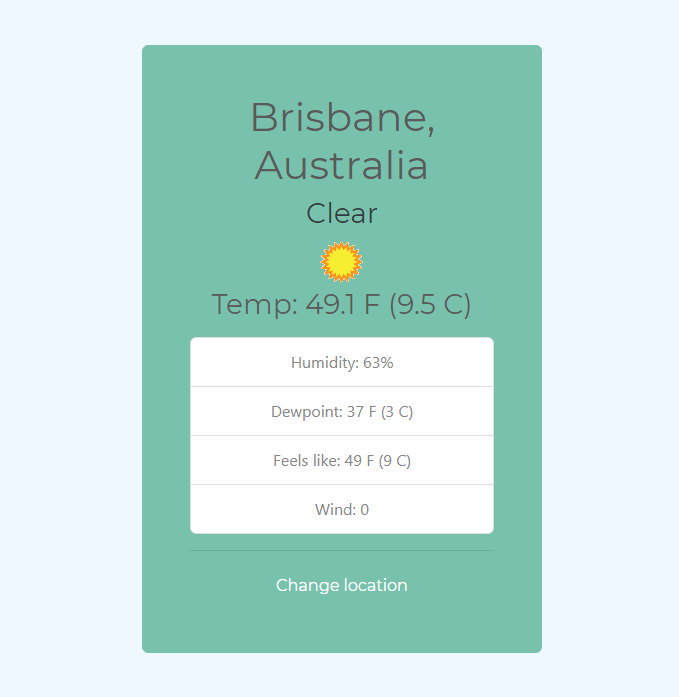 Brisbane,
Australia
Clear
Temp: 49.1 F (9.5 C)
Humidity: 63%
Dewpoint: 37 F (3 C)
Feels like: 49 F (9 C)
Wind: 0
Change location